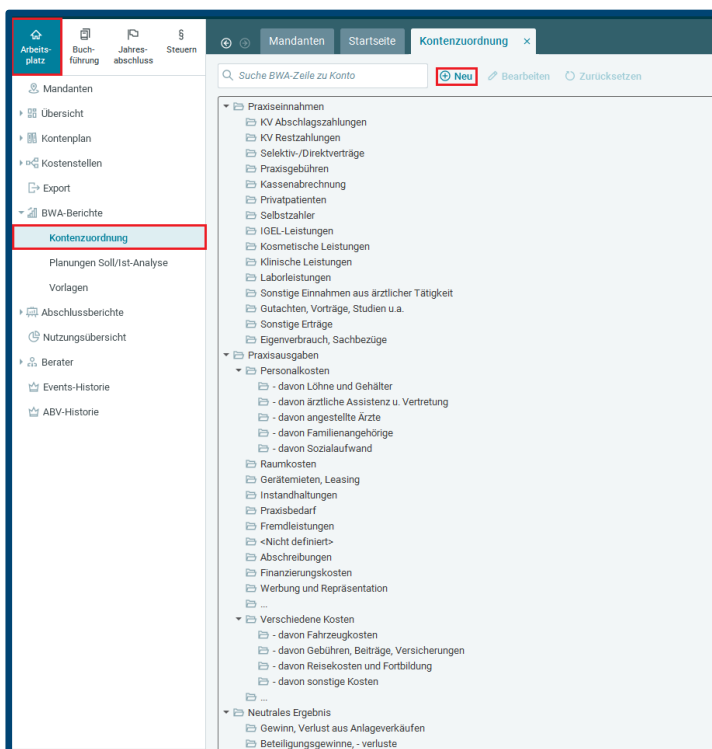 Arbeits-
platz
Buch-
führung
Jahres-
abschluss
§
Steuern
Mandanten
Startseite
Kontenzuordnung ×
Suche BWA-Zeile zu Konto
Neu
Bearbeiten
Zurücksetzen
Mandanten
Übersicht
Kontenplan
Kostenstellen
Export
BWA-Berichte
Kontenzuordnung
Planungen Soll/Ist-Analyse
Vorlagen
Abschlussberichte
Nutzungsübersicht
Berater
Events-Historie
ABV-Historie
Praxiseinnahmen
KV Abschlagszahlungen
KV Restzahlungen
Selektiv-/Direktverträge
Praxisgebühren
Kassenabrechnung
Privatpatienten
Selbstzahler
IGEL-Leistungen
Kosmetische Leistungen
Klinische Leistungen
Laborleistungen
Sonstige Einnahmen aus ärztlicher Tätigkeit
Gutachten, Vorträge, Studien u.a.
Sonstige Erträge
Eigenverbrauch, Sachbezüge
Praxisausgaben
Personalkosten
- davon Löhne und Gehälter
- davon ärztliche Assistenz u. Vertretung
- davon angestellte Ärzte
- davon Familienangehörige
- davon Sozialaufwand
Raumkosten
Gerätemieten, Leasing
Instandhaltungen
Praxisbedarf
Fremdleistungen
<Nicht definiert>
Abschreibungen
Finanzierungskosten
Werbung und Repräsentation
...
Verschiedene Kosten
- davon Fahrzeugkosten
- davon Gebühren, Beiträge, Versicherungen
- davon Reisekosten und Fortbildung
- davon sonstige Kosten
...
Neutrales Ergebnis
Gewinn, Verlust aus Anlageverkäufen
Beteiligungsgewinne, - verluste